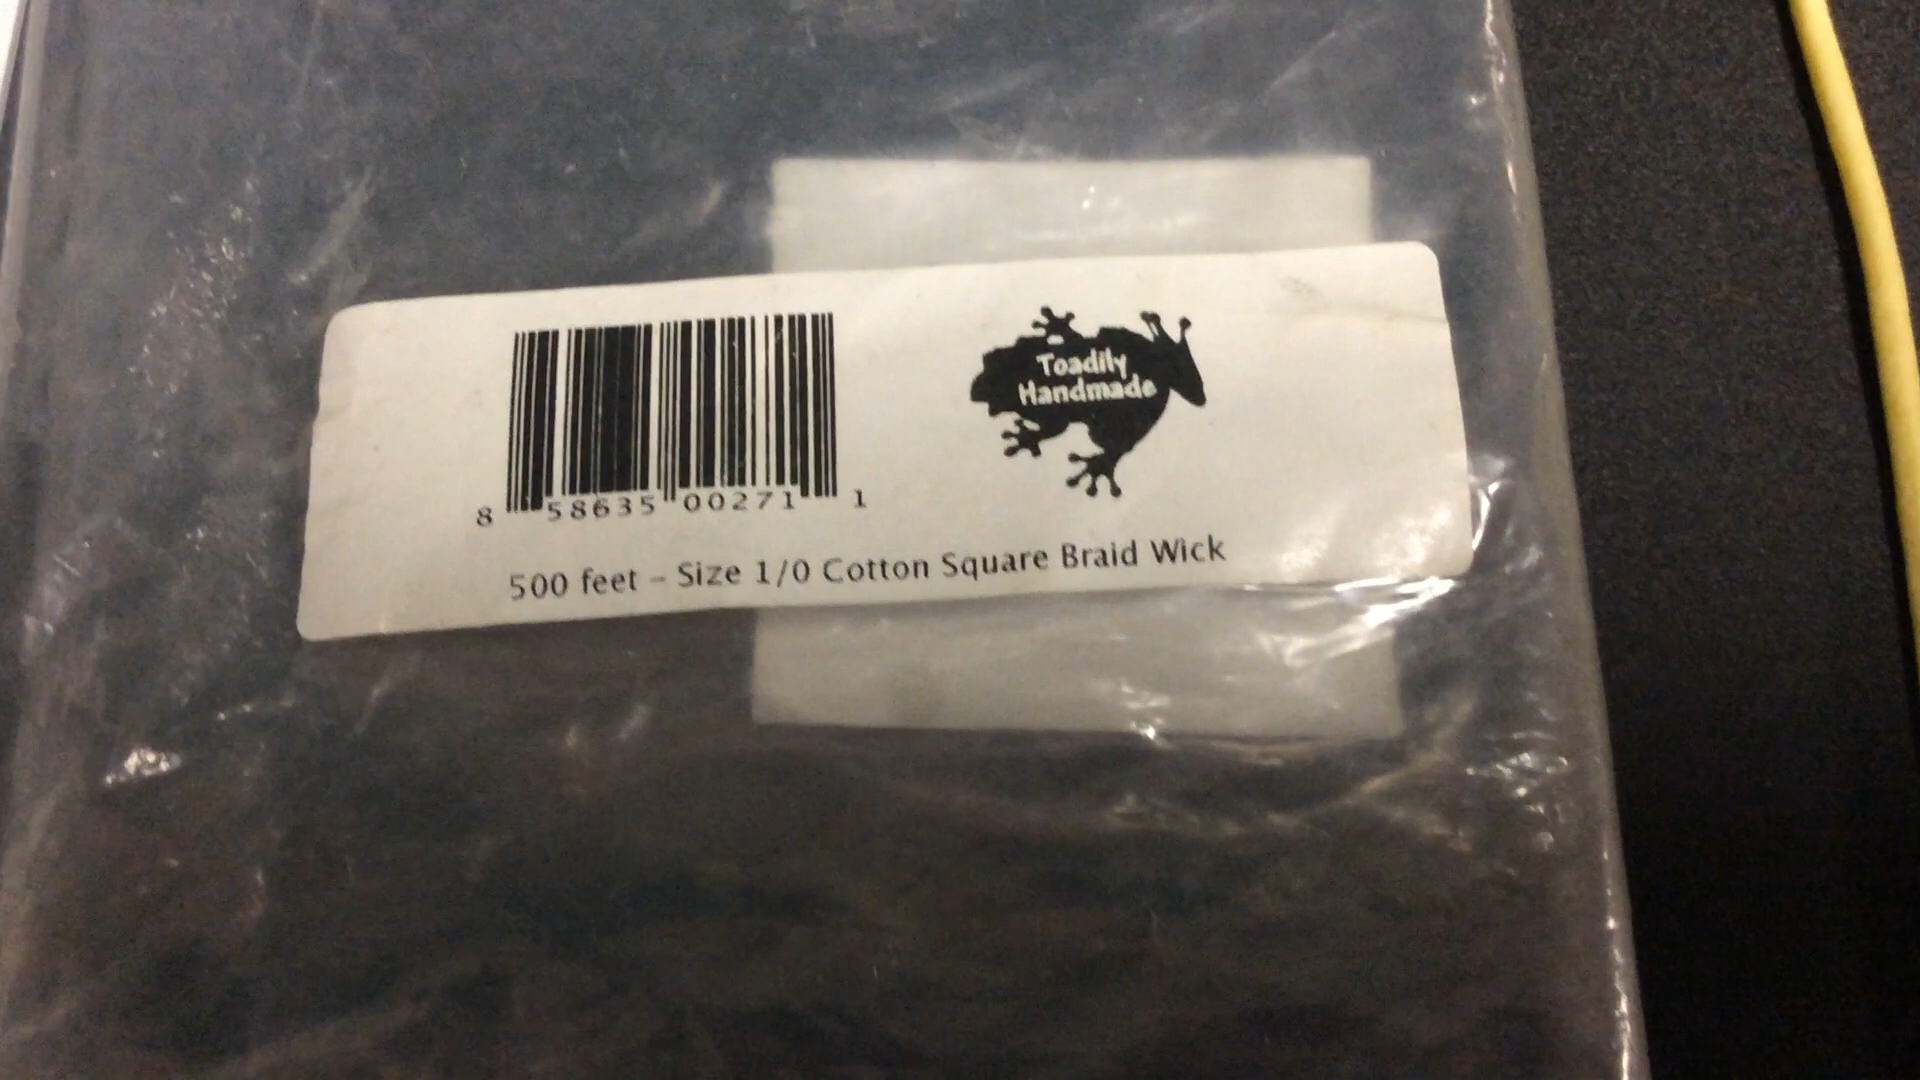 Toadily
Handmade
8 58635 00271 1
500 feet – Size 1/0 Cotton Square Braid Wick